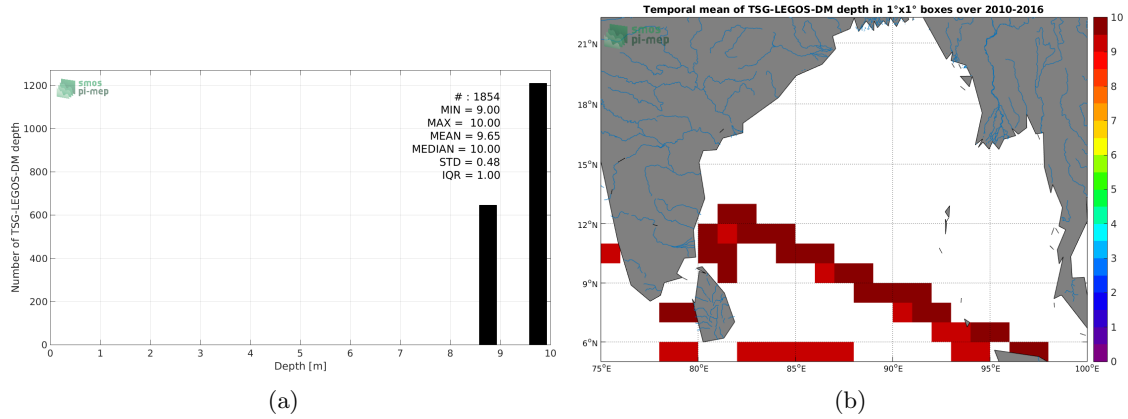 smos
pi-mep
# : 1854
MIN = 9.00
MAX = 10.00
MEAN = 9.65
MEDIAN = 10.00
STD = 0.48
IQR = 1.00
Number of TSG-LEGOS-DM depth
1200
1000
800
600
400
200
0
0 1 2 3 4 5 6 7 8 9 10
Depth [m]
(a)
Temporal mean of TSG-LEGOS-DM depth in 1°x1° boxes over 2010-2016
smos
pi-mep
21°N
18°N
15°N
12°N
9°N
6°N
75°E 80°E 85°E 90°E 95°E 100°E
10
9
8
7
6
5
4
3
2
1
0
(b)